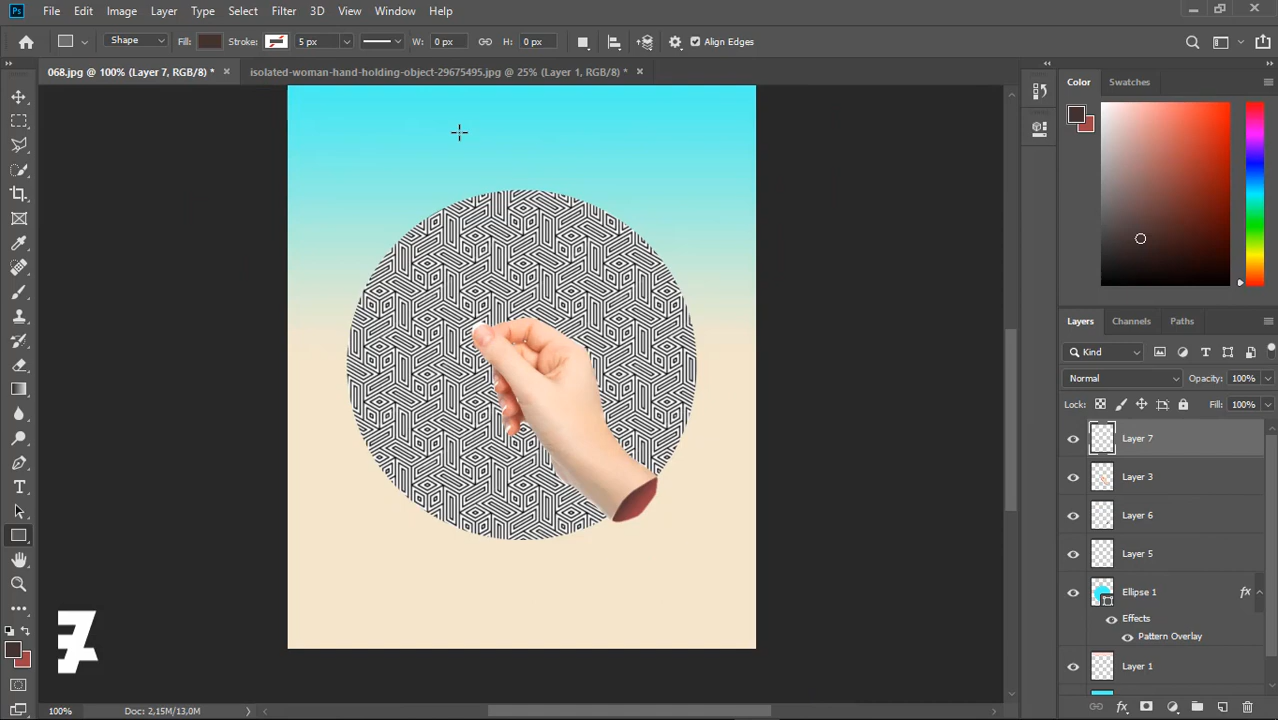 Ps File Edit Image Layer Type Select Filter 3D View Window Help
Shape Fill: Stroke: 5 px W: 0 px H: 0 px Align Edges
068.jpg @ 100% (Layer 7, RGB/8) * isolated-woman-hand-holding-object-29675495.jpg @ 25% (Layer 1, RGB/8) *
Color Swatches
Layers Channels Paths
Kind
Normal Opacity: 100%
Lock: Fill: 100%
Layer 7
Layer 3
Layer 6
Layer 5
Ellipse 1 fx
Effects
Pattern Overlay
Layer 1
100% Doc: 2,15M/13,0M